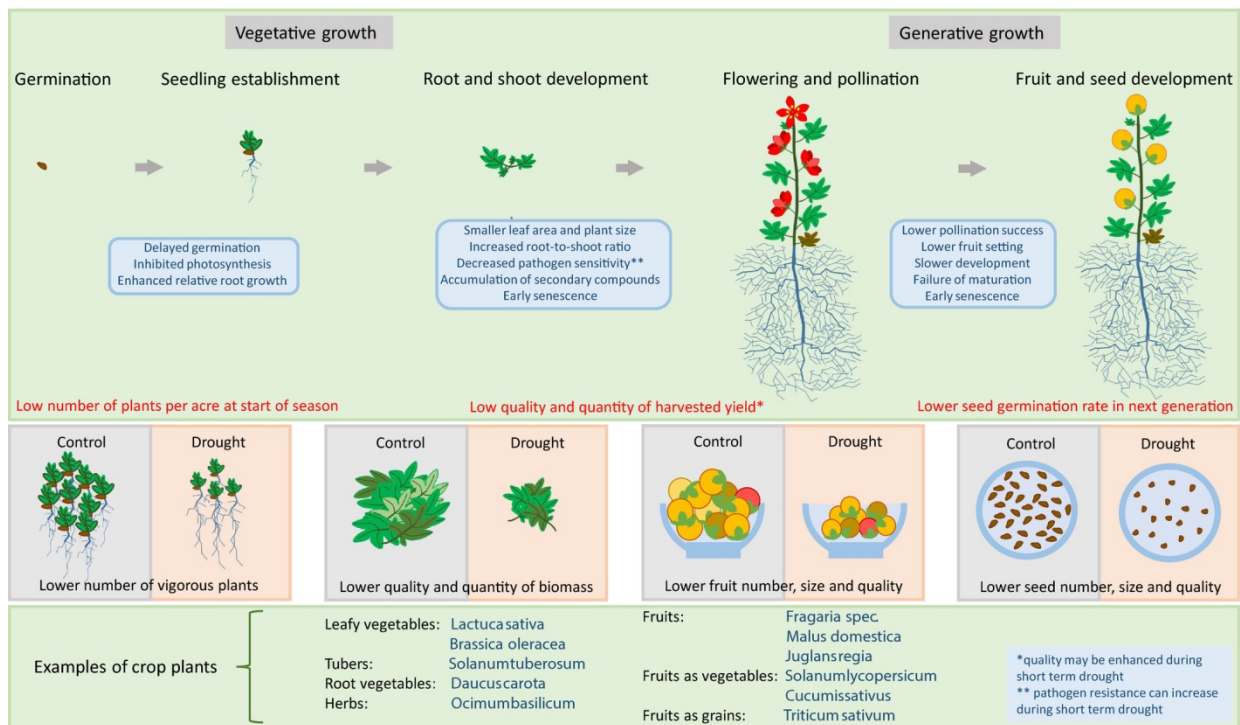 Vegetative growth
Generative growth
Germination
Seedling establishment
Root and shoot development
Flowering and pollination
Fruit and seed development
Delayed germination
Inhibited photosynthesis
Enhanced relative root growth
Smaller leaf area and plant size
Increased root-to-shoot ratio
Decreased pathogen sensitivity**
Accumulation of secondary compounds
Early senescence
Lower pollination success
Lower fruit setting
Slower development
Failure of maturation
Early senescence
Low number of plants per acre at start of season
Low quality and quantity of harvested yield*
Lower seed germination rate in next generation
Control
Drought
Lower number of vigorous plants
Control
Drought
Lower quality and quantity of biomass
Control
Drought
Lower fruit number, size and quality
Control
Drought
Lower seed number, size and quality
Examples of crop plants
Leafy vegetables: Lactuca sativa
Brassica oleracea
Tubers: Solanumtuberosum
Root vegetables: Daucus carota
Herbs: Ocimumbasilicum
Fruits: Fragaria spec.
Malus domestica
Juglansregia
Fruits as vegetables: Solanumlycopersicum
Cucumissativus
Fruits as grains: Triticum sativum
*quality may be enhanced during
short term drought
** pathogen resistance can increase
during short term drought